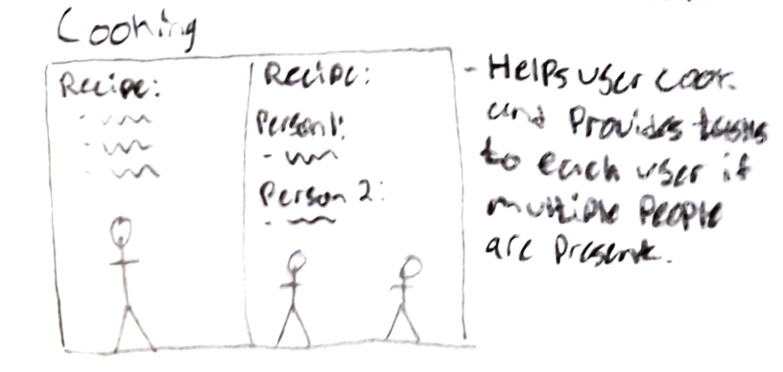 Cooking
Recipe:
Recipe:
Person 1:
-
Person 2:
-
- Helps user cook.
and Provides tasks
to each user if
multiple People
are Present.